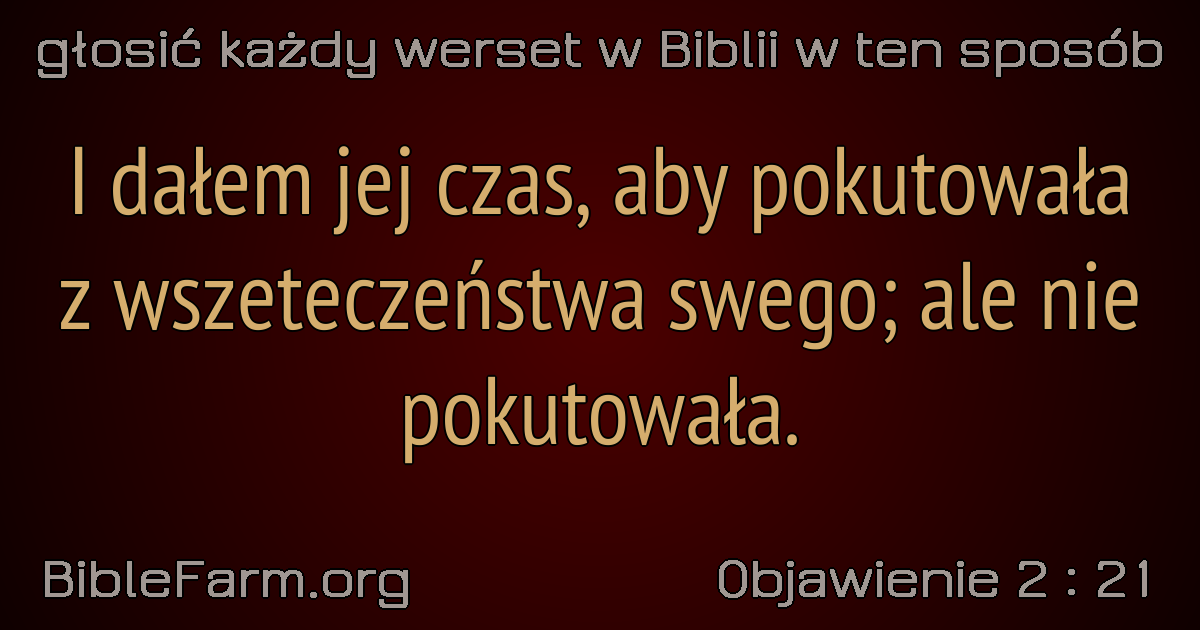 głosić każdy werset w Biblii w ten sposób
I dałem jej czas, aby pokutowała
z wszeteczeństwa swego; ale nie
pokutowała.
BibleFarm.org
Objawienie 2 : 21